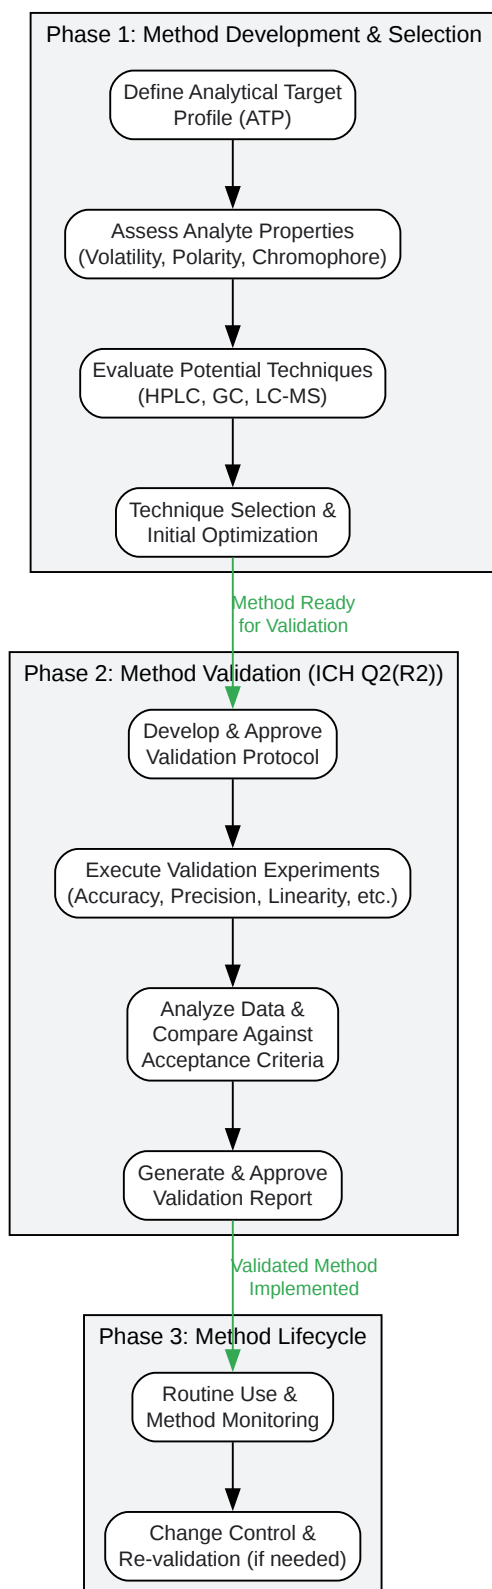 Phase 1: Method Development & Selection
Define Analytical Target
Profile (ATP)
Assess Analyte Properties
(Volatility, Polarity, Chromophore)
Evaluate Potential Techniques
(HPLC, GC, LC-MS)
Technique Selection &
Initial Optimization
Method Ready
for Validation
Phase 2: Method Validation (ICH Q2(R2))
Develop & Approve
Validation Protocol
Execute Validation Experiments
(Accuracy, Precision, Linearity, etc.)
Analyze Data &
Compare Against
Acceptance Criteria
Generate & Approve
Validation Report
Validated Method
Implemented
Phase 3: Method Lifecycle
Routine Use &
Method Monitoring
Change Control &
Re-validation (if needed)